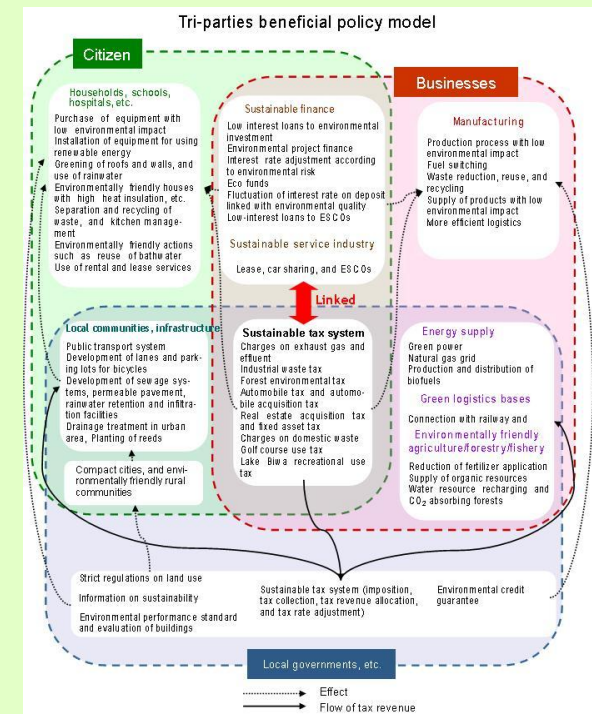 Tri-parties beneficial policy model
Citizen
Businesses
Households, schools,
hospitals, etc.
Purchase of equipment with
low environmental impact
Installation of equipment for using
renewable energy
Greening of roofs and walls, and
use of rainwater
Environmentally friendly houses
with high heat insulation, etc.
Separation and recycling of
waste, and kitchen manage-
ment
Environmentally friendly actions
such as reuse of bathwater
Use of rental and lease services
Sustainable finance
Low interest loans to environmental
investment
Environmental project finance
Interest rate adjustment according
to environmental risk
Eco funds
Fluctuation of interest rate on deposit
linked with environmental quality
Low-interest loans to ESCOs
Sustainable service industry
Lease, car sharing, and ESCOs
Manufacturing
Production process with low
environmental impact
Fuel switching
Waste reduction, reuse, and
recycling
Supply of products with low
environmental impact
More efficient logistics
Linked
Local communities, infrastructure
Public transport system
Development of lanes and park-
ing lots for bicycles
Development of sewage sys-
tems, permeable pavement,
rainwater retention and infiltra-
tion facilities
Drainage treatment in urban
area, Planting of reeds
Compact cities, and envi-
ronmentally friendly rural
communities
Sustainable tax system
Charges on exhaust gas and
effluent
Industrial waste tax
Forest environmental tax
Automobile tax and automo-
bile acquisition tax
Real estate acquisition tax
and fixed asset tax
Charges on domestic waste
Golf course use tax
Lake Biwa recreational use
tax
Energy supply
Green power
Natural gas grid
Production and distribution of
biofuels
Green logistics bases
Connection with railway and
Environmentally friendly
agriculture/forestry/fishery
Reduction of fertilizer application
Supply of organic resources
Water resource recharging and
CO2 absorbing forests
Strict regulations on land use
Information on sustainability
Environmental performance standard
and evaluation of buildings
Sustainable tax system (imposition,
tax collection, tax revenue allocation,
and tax rate adjustment)
Environmental credit
guarantee
Local governments, etc.
Effect
Flow of tax revenue